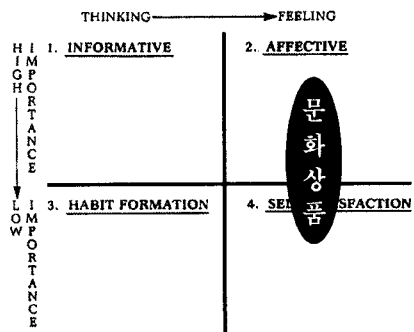 THINKING FEELING
HIGH IMPORTANCE
1. INFORMATIVE
2. AFFECTIVE
문화상품
LOW IMPORTANCE
3. HABIT FORMATION
4. SEL SFACTION